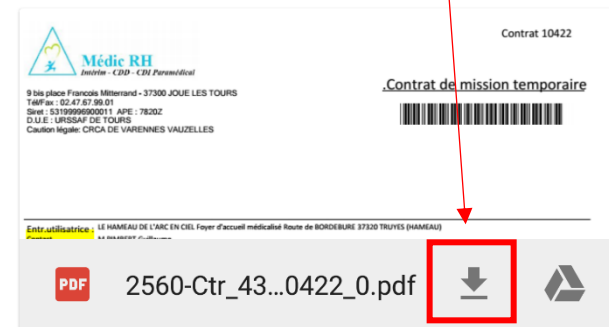 Contrat 10422
Médic RH
Intérim - CDD - CDI Paramédical
.Contrat de mission temporaire
9 bis place Francois Mitterrand - 37300 JOUE LES TOURS
Tél/Fax : 02.47.67.99.01
Siret : 53199996900011 APE : 7820Z
D.U.E : URSSAF DE TOURS
Caution légale: CRCA DE VARENNES VAUZELLES
Entr.utilisatrice : LE HAMEAU DE L'ARC EN CIEL Foyer d'accueil médicalisé Route de BORDEBURE 37320 TRUYES (HAMEAU)
PDF 2560-Ctr_43...0422_0.pdf